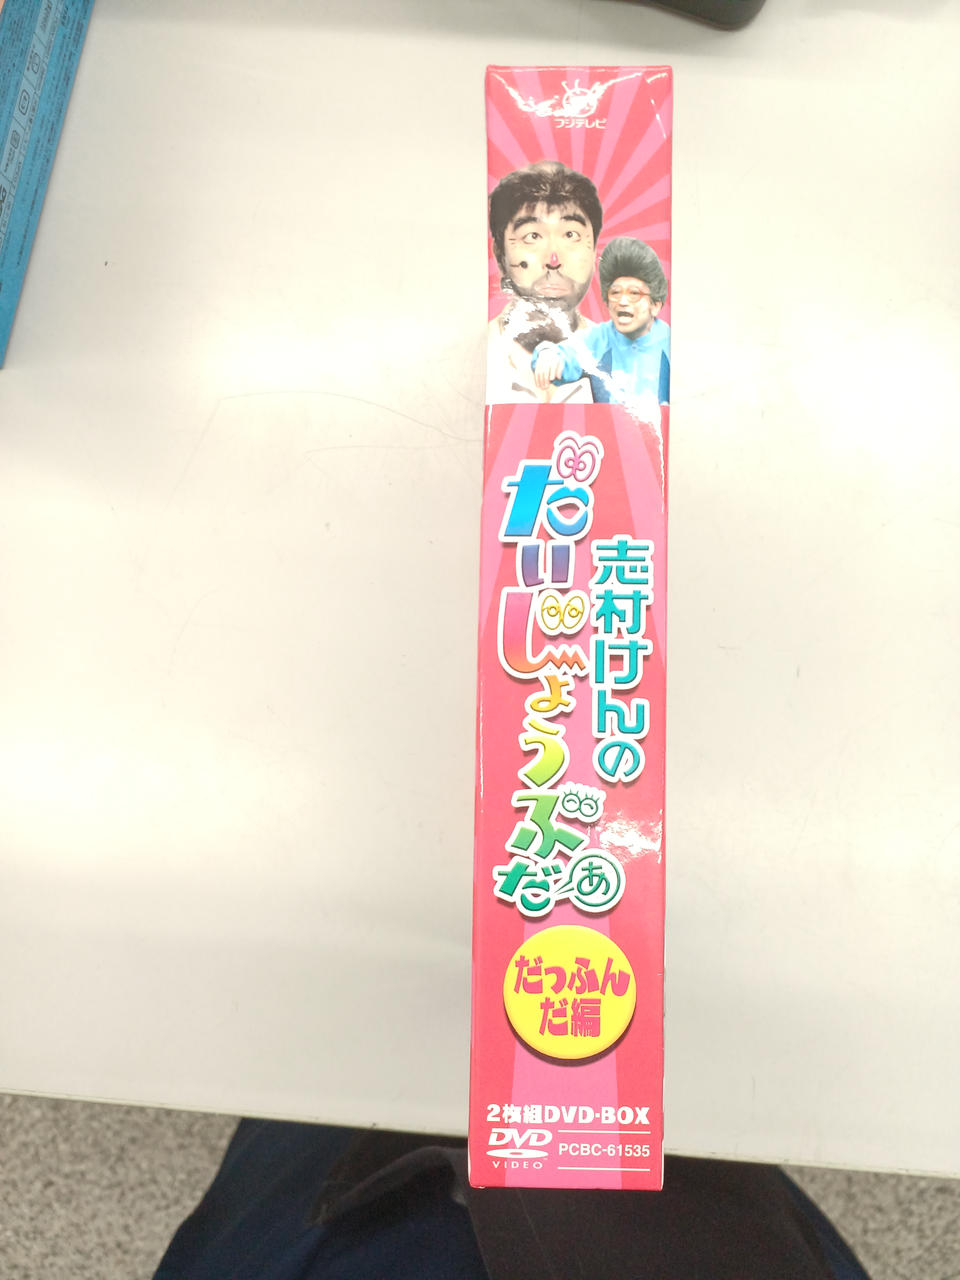 フジテレビ
志村けんの
だいじょうぶだぁ
だっふん
だ編
2枚組DVD-BOX
DVD
VIDEO
PCBC-61535